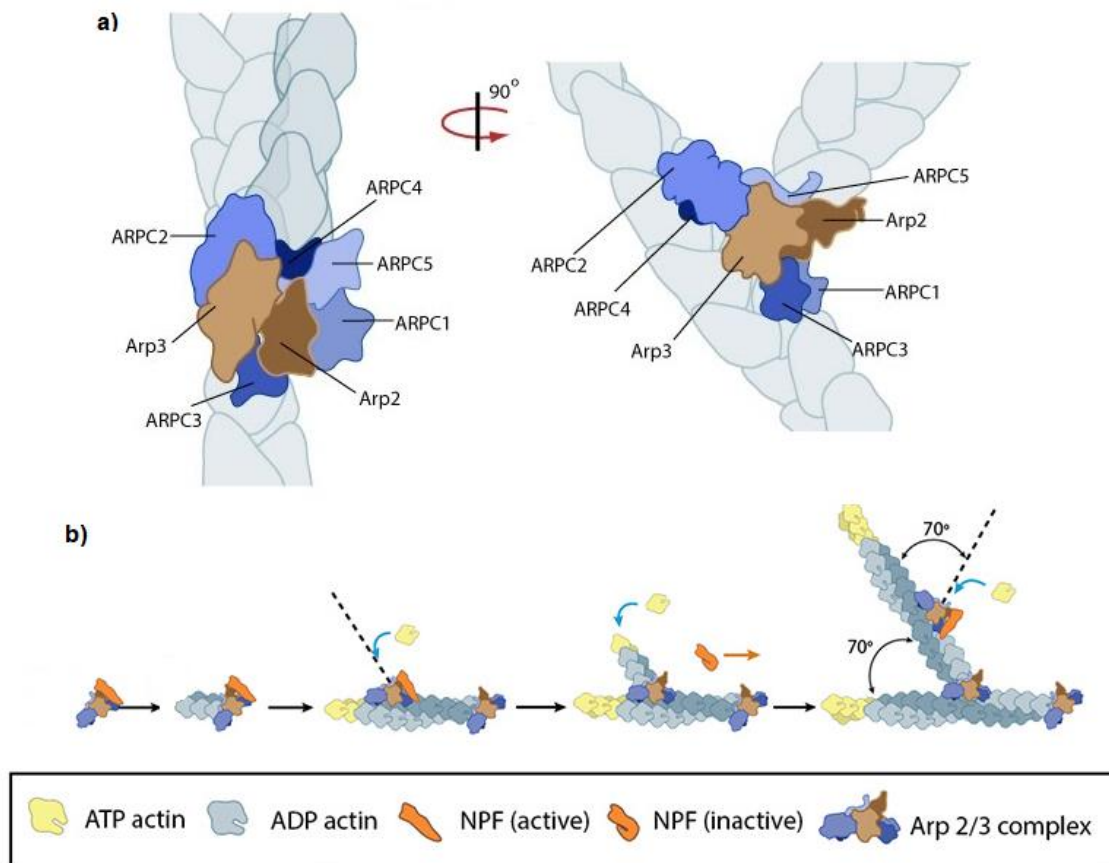 a)
90°
ARPC4
ARPC2
ARPC5
ARPC1
Arp3
ARPC3
Arp2
ARPC5
Arp2
ARPC2
ARPC4
ARPC1
Arp3
ARPC3
b)
70°
70°
ATP actin
ADP actin
NPF (active)
NPF (inactive)
Arp 2/3 complex